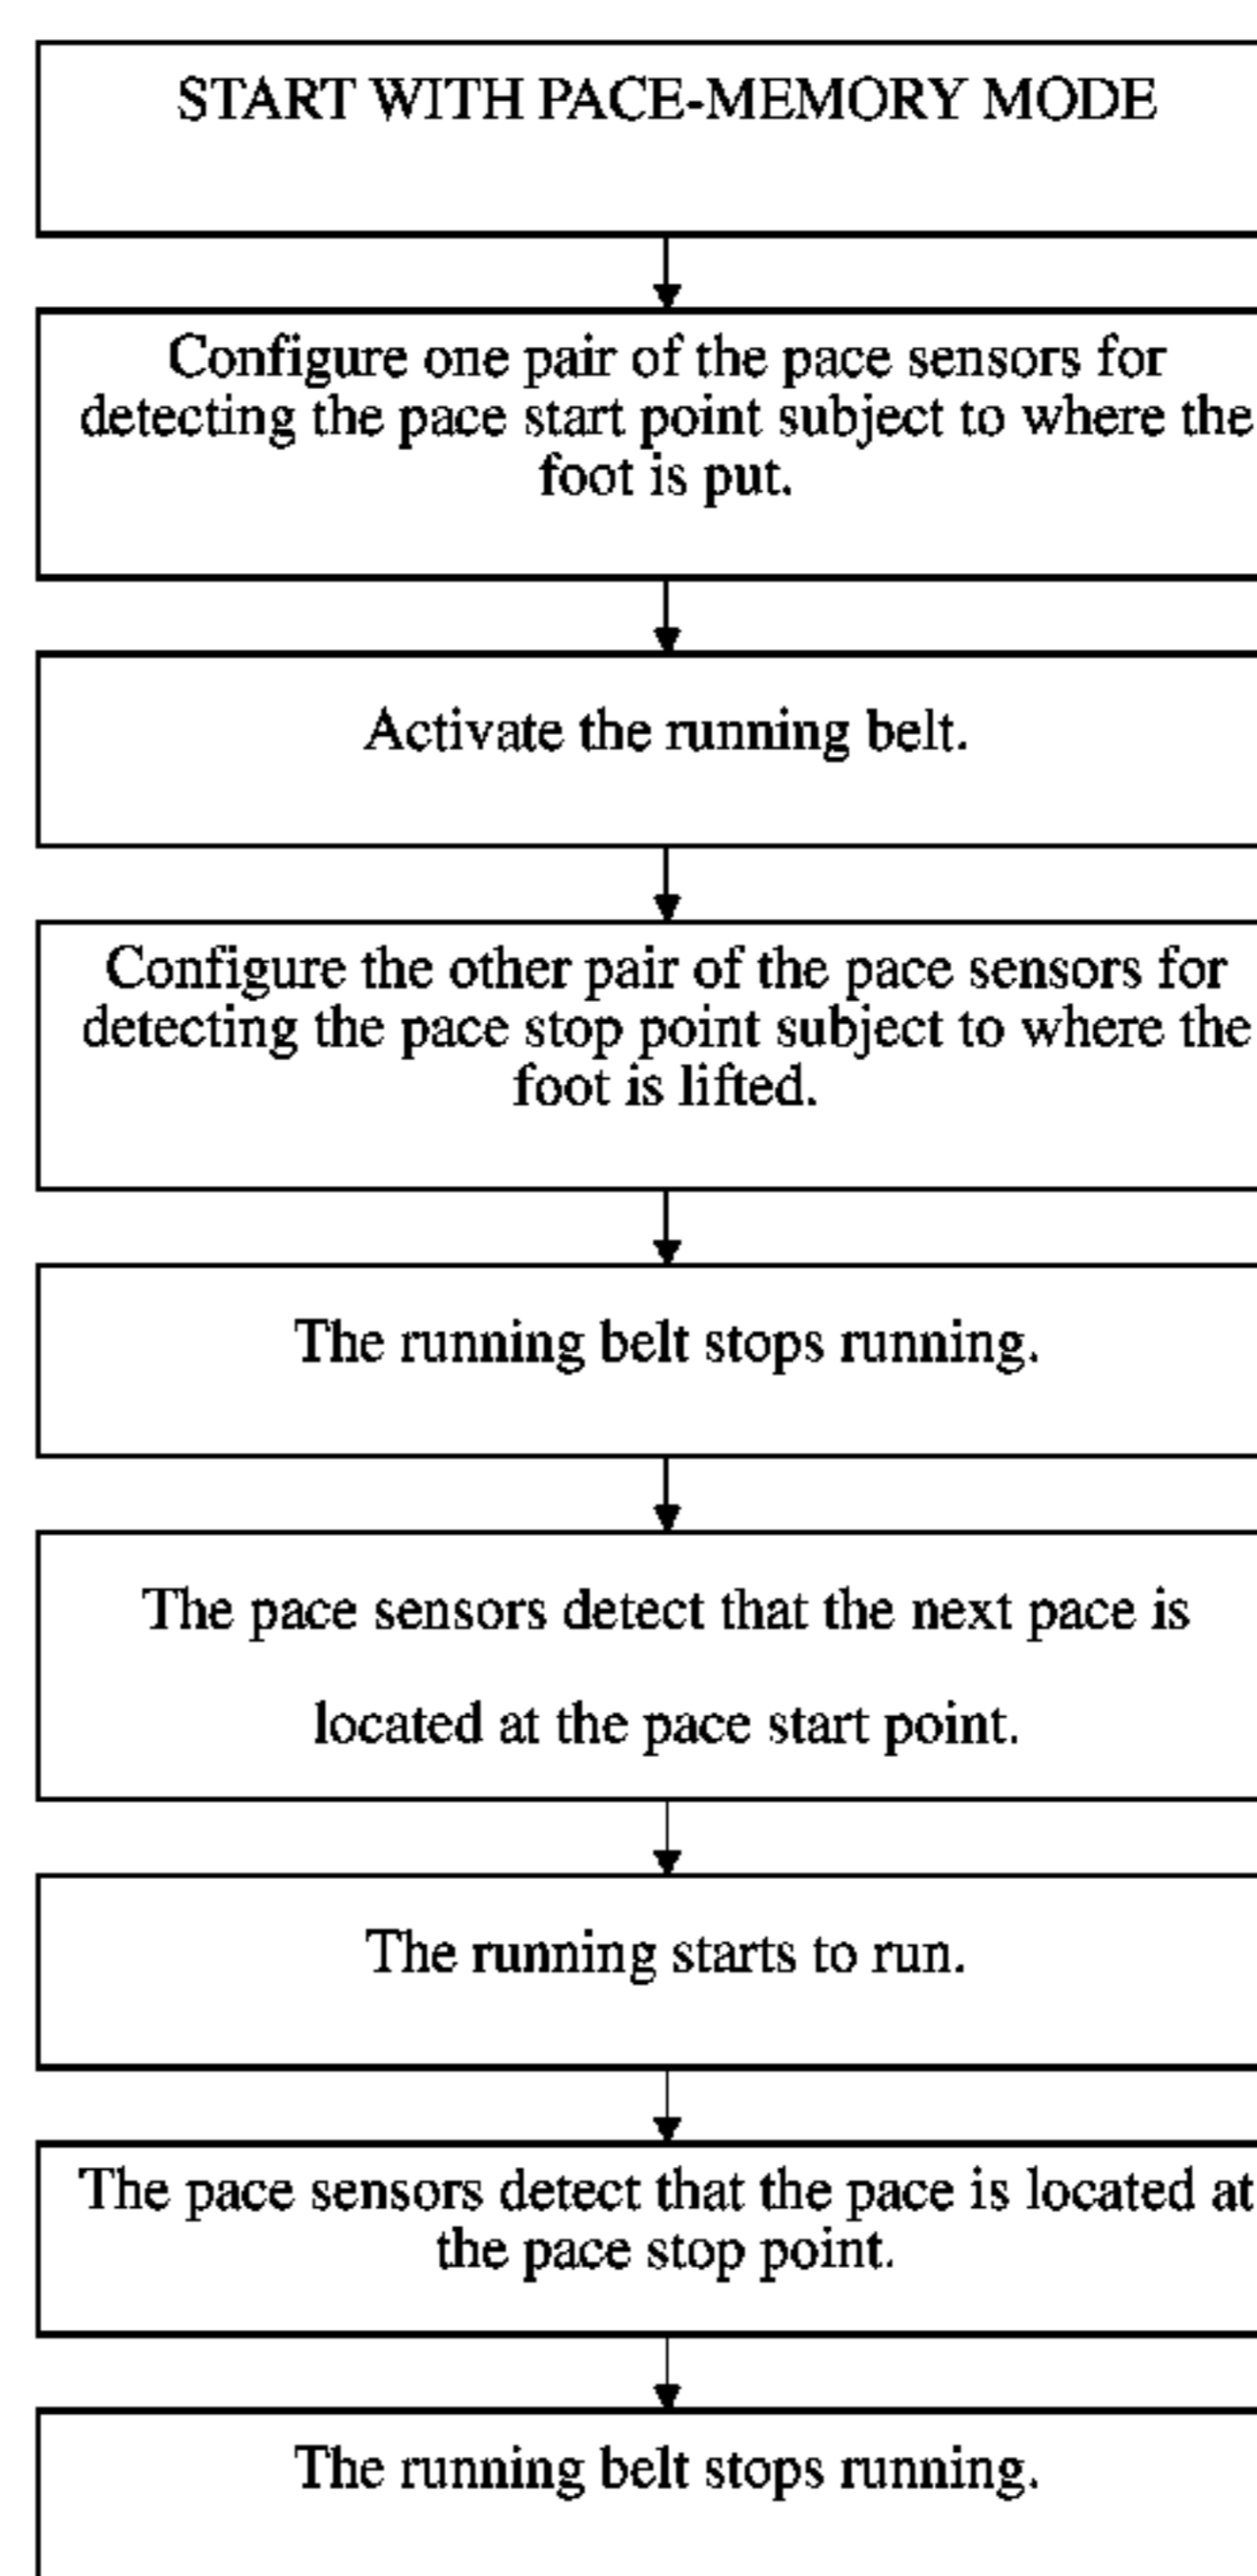 START WITH PACE-MEMORY MODE
Configure one pair of the pace sensors for
detecting the pace start point subject to where the
foot is put.
Activate the running belt.
Configure the other pair of the pace sensors for
detecting the pace stop point subject to where the
foot is lifted.
The running belt stops running.
The pace sensors detect that the next pace is
located at the pace start point.
The running starts to run.
The pace sensors detect that the pace is located at
the pace stop point.
The running belt stops running.